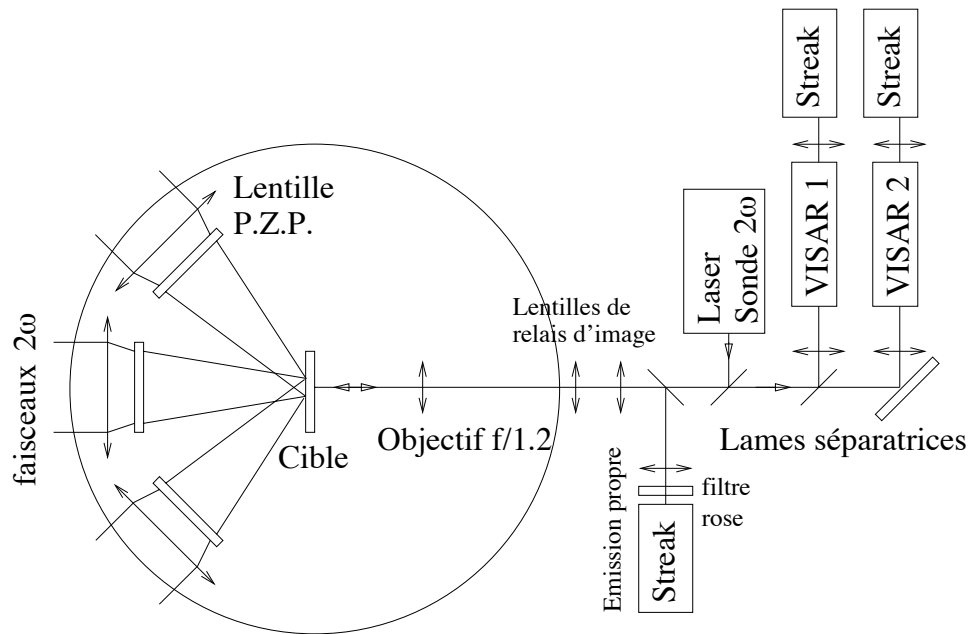 Streak
Streak
VISAR 1
VISAR 2
Laser
Sonde 2ω
Lentille
P.Z.P.
Lentilles de
relais d’image
faisceaux 2ω
Cible
Objectif f/1.2
Lames séparatrices
Emission propre
filtre
rose
Streak